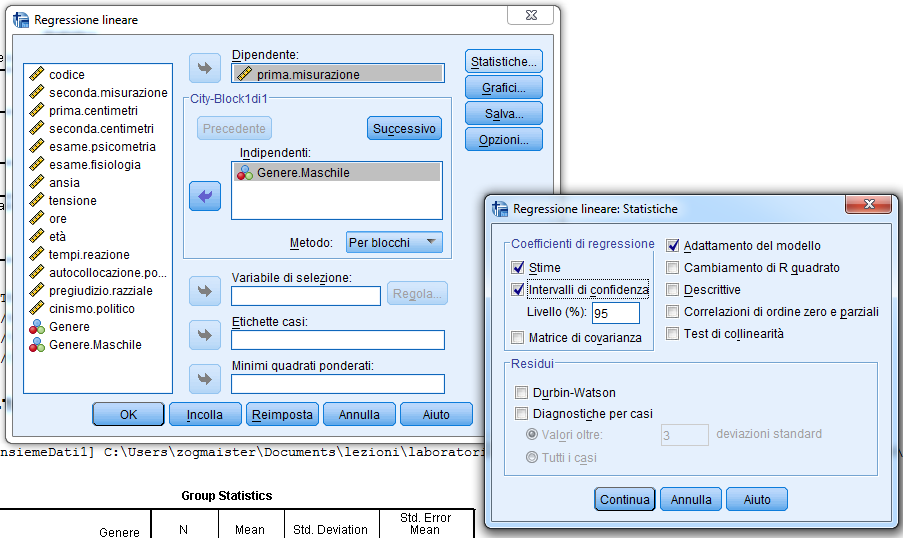 Regressione lineare
codice
seconda.misurazione
prima.centimetri
seconda.centimetri
esame.psicometria
esame.fisiologia
ansia
tensione
ore
età
tempi.reazione
autocollocazione.po...
pregiudizio.razziale
cinismo.politico
Genere
Genere.Maschile
Dipendente:
prima.misurazione
City-Block1di1
Precedente
Successivo
Indipendenti:
Genere.Maschile
Metodo: Per blocchi
Variabile di selezione:
Regola...
Etichette casi:
Minimi quadrati ponderati:
Statistiche...
Grafici...
Salva...
Opzioni...
OK Incolla Reimposta Annulla Aiuto
Regressione lineare: Statistiche
Coefficienti di regressione
Stime
Intervalli di confidenza
Livello (%): 95
Matrice di covarianza
Adattamento del modello
Cambiamento di R quadrato
Descrittive
Correlazioni di ordine zero e parziali
Test di collinearità
Residui
Durbin-Watson
Diagnostiche per casi
Valori oltre: 3 deviazioni standard
Tutti i casi
Continua Annulla Aiuto
nsiemeDati1] C:\Users\zogmaister\Documents\lezioni\laboratori
Group Statistics
Genere N Mean Std. Deviation Std. Error Mean